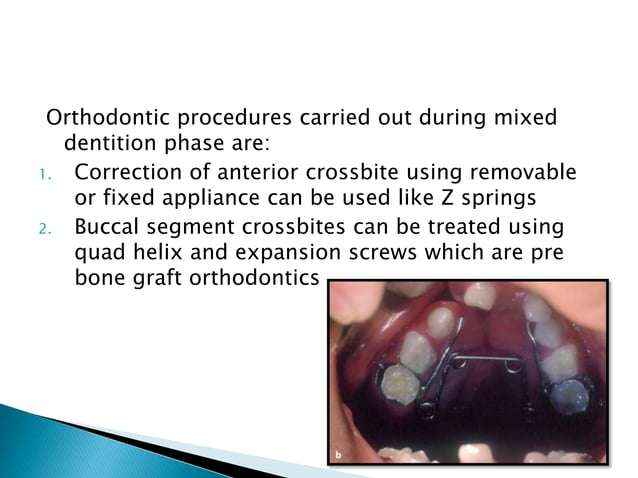 Orthodontic procedures carried out during mixed
dentition phase are:
1. Correction of anterior crossbite using removable
or fixed appliance can be used like Z springs
2. Buccal segment crossbites can be treated using
quad helix and expansion screws which are pre
bone graft orthodontics
b